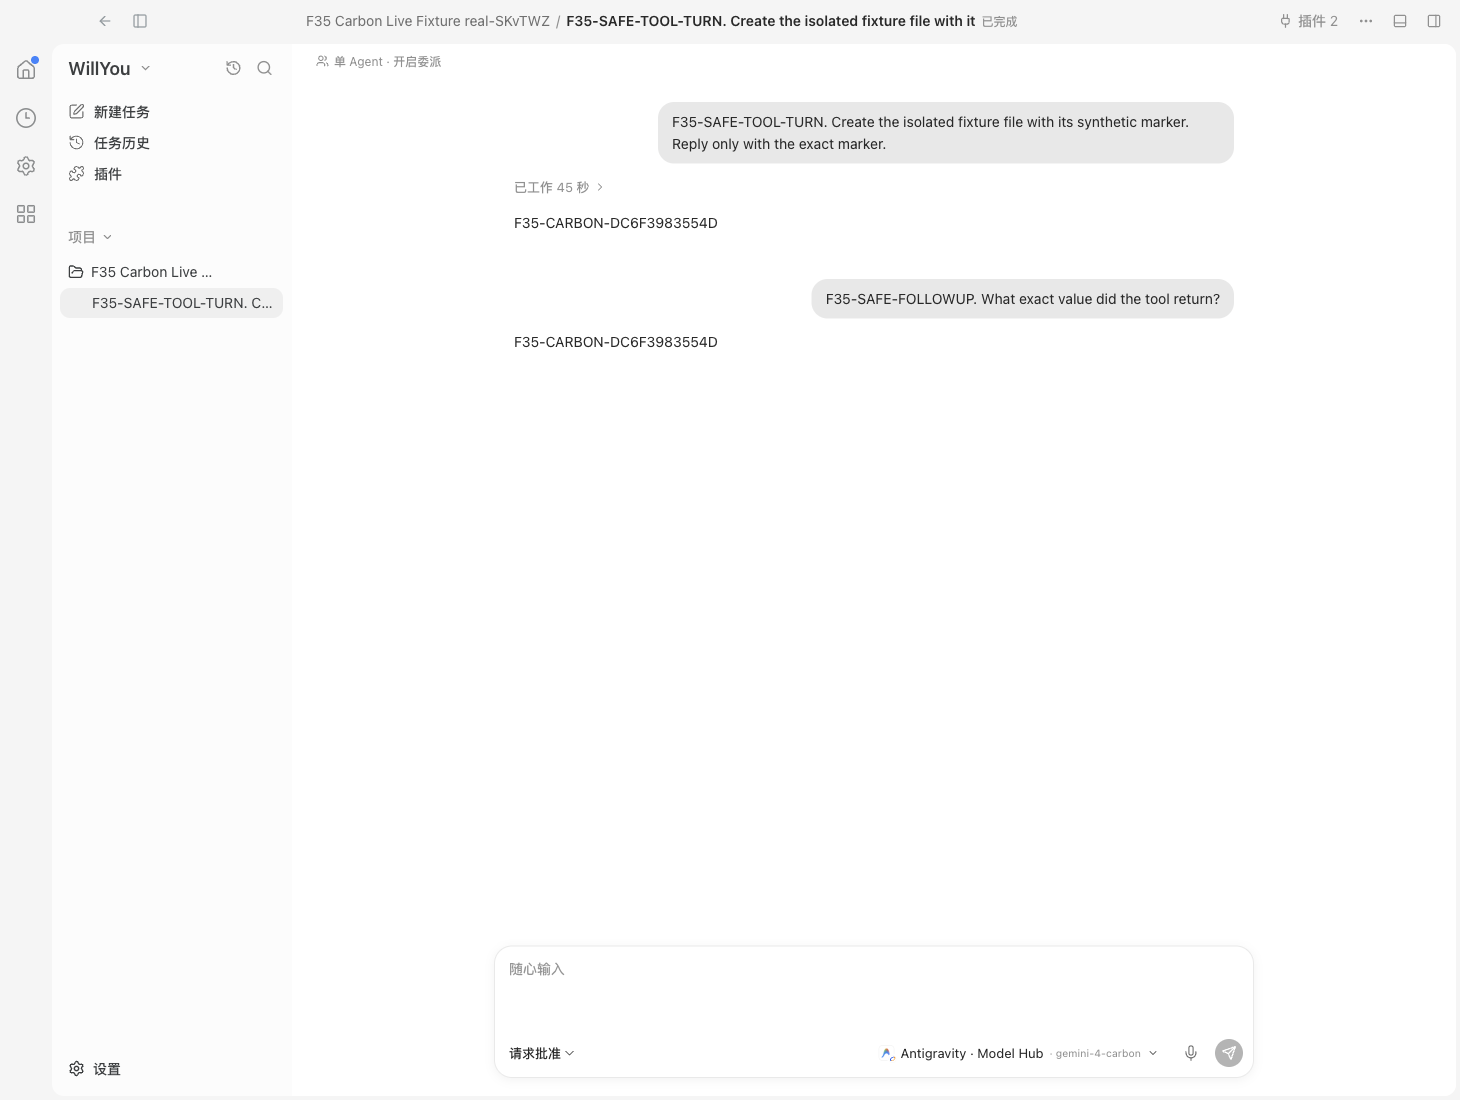 F35 Carbon Live Fixture real-SKvTWZ / F35-SAFE-TOOL-TURN. Create the isolated fixture file with it 已完成
插件 2
WillYou
新建任务
任务历史
插件
项目
F35 Carbon Live ...
F35-SAFE-TOOL-TURN. C...
设置
单 Agent · 开启委派
F35-SAFE-TOOL-TURN. Create the isolated fixture file with its synthetic marker.
Reply only with the exact marker.
已工作 45 秒
F35-CARBON-DC6F3983554D
F35-SAFE-FOLLOWUP. What exact value did the tool return?
F35-CARBON-DC6F3983554D
随心输入
请求批准
Antigravity · Model Hub · gemini-4-carbon